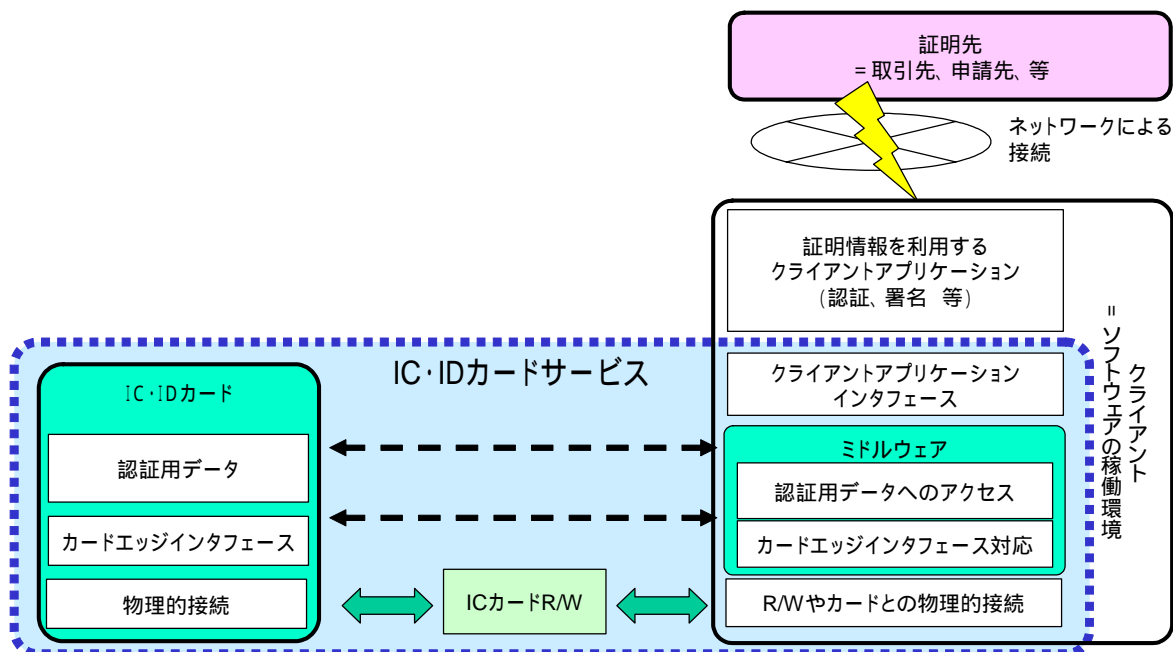 証明先
=取引先、申請先、等
ネットワークによる
接続
証明情報を利用する
クライアントアプリケーション
(認証、署名 等)
クライアント
=ソフトウェアの稼働環境
IC・IDカードサービス
クライアントアプリケーション
インタフェース
IC・IDカード
認証用データ
カードエッジインタフェース
物理的接続
ICカードR/W
ミドルウェア
認証用データへのアクセス
カードエッジインタフェース対応
R/Wやカードとの物理的接続